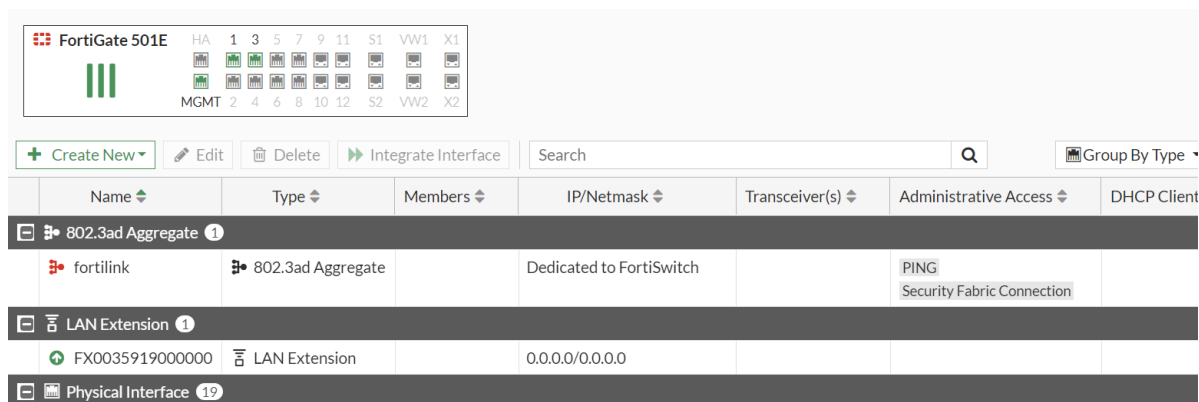 FortiGate 501E HA 1 3 5 7 9 11 S1 VW1 X1
MGMT 2 4 6 8 10 12 S2 VW2 X2
Create New Edit Delete Integrate Interface Search Group By Type
Name Type Members IP/Netmask Transceiver(s) Administrative Access DHCP Client
802.3ad Aggregate 1
fortilink 802.3ad Aggregate Dedicated to FortiSwitch PING
Security Fabric Connection
LAN Extension 1
FX0035919000000 LAN Extension 0.0.0.0/0.0.0.0
Physical Interface 19